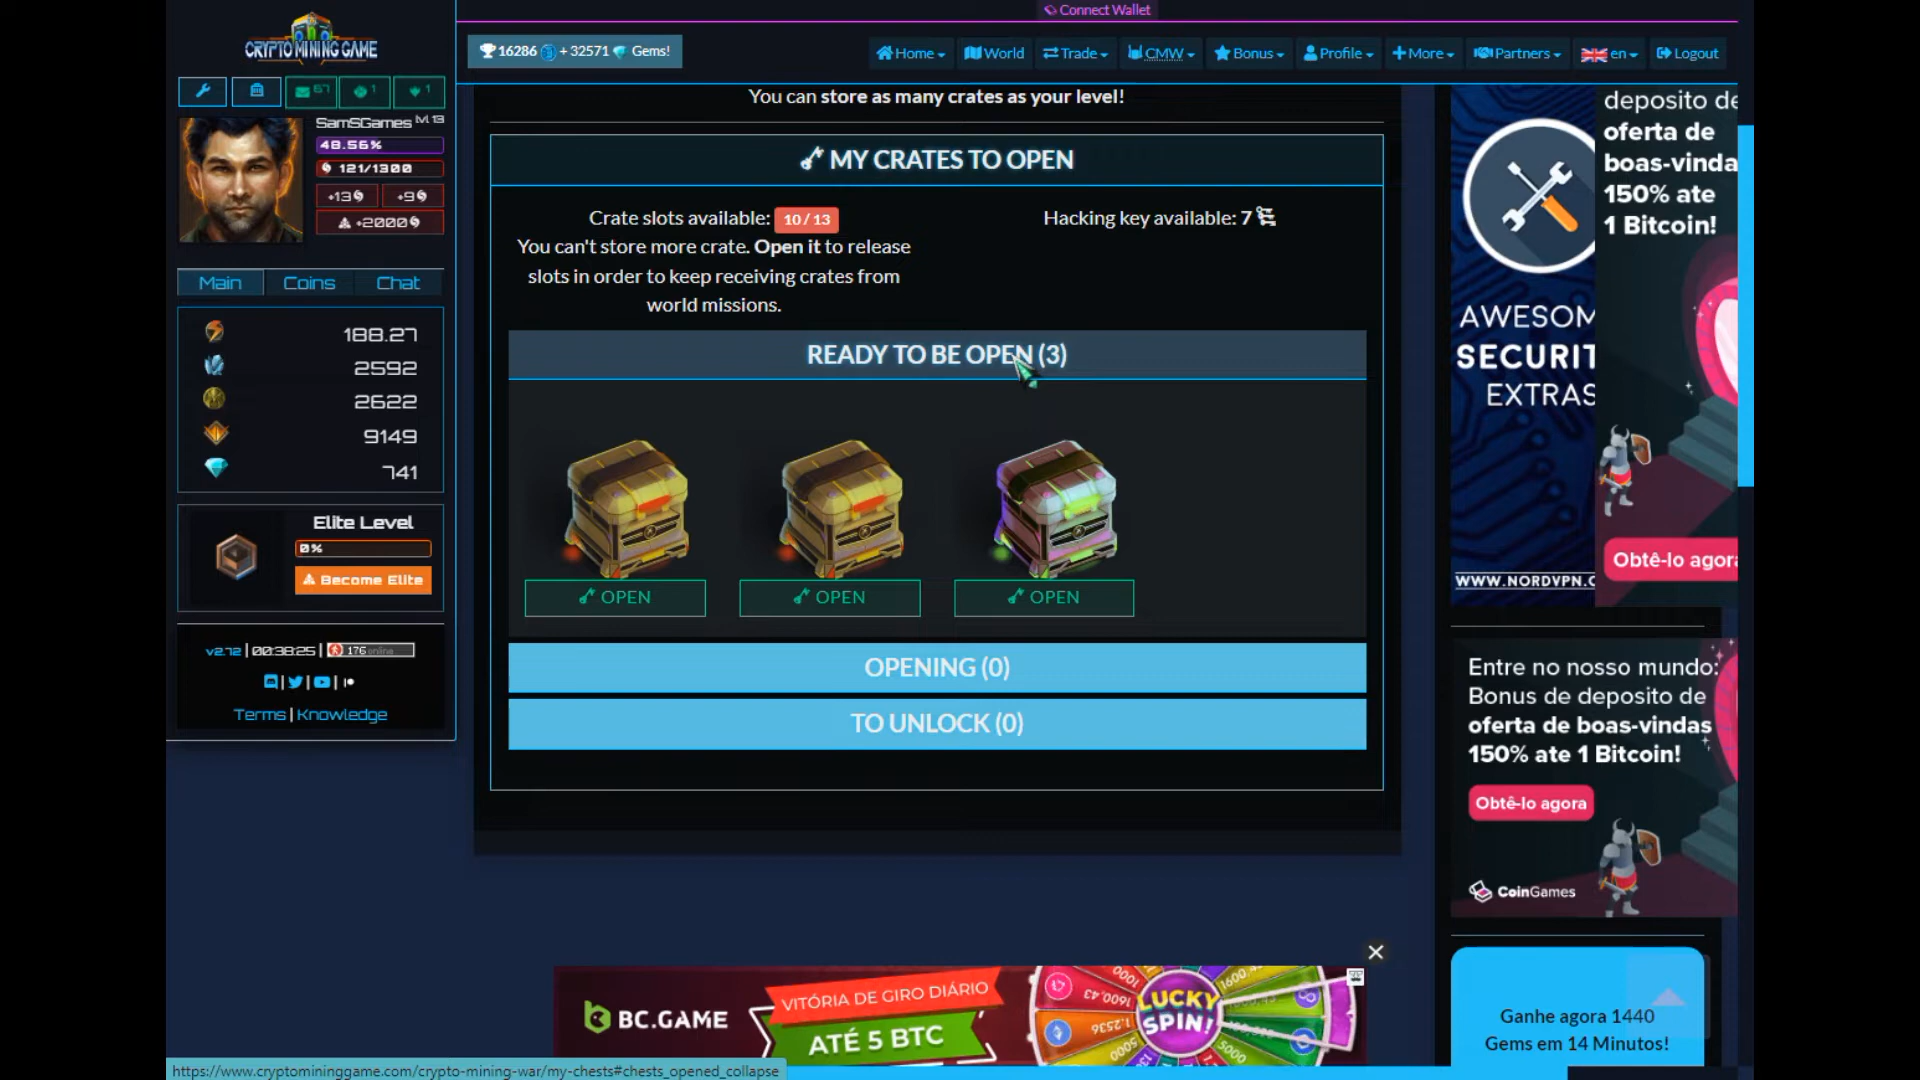 Connect Wallet
CRYPTO MINING GAME
16286 + 32571 Gems!
Home
World
Trade
CMW
Bonus
Profile
More
Partners
en
Logout
67
1
1
SamSGames lvl 13
48.56%
121/1300
+13
+9
+2000
Main
Coins
Chat
188.27
2592
2622
9149
741
Elite Level
0%
Become Elite
v2.72 | 00:38:25 | 176 online
Terms | Knowledge
You can store as many crates as your level!
MY CRATES TO OPEN
Crate slots available: 10 / 13
Hacking key available: 7
You can't store more crate. Open it to release
slots in order to keep receiving crates from
world missions.
READY TO BE OPEN (3)
OPEN
OPEN
OPEN
OPENING (0)
TO UNLOCK (0)
AWESOM
SECURIT
EXTRAS
WWW.NORDVPN.C
deposito de
oferta de
boas-vinda
150% ate
1 Bitcoin!
Obtê-lo agora
Entre no nosso mundo:
Bonus de deposito de
oferta de boas-vindas
150% ate 1 Bitcoin!
Obtê-lo agora
CoinGames
Ganhe agora 1440
Gems em 14 Minutos!
BC.GAME
VITÓRIA DE GIRO DIÁRIO
ATÉ 5 BTC
LUCKY
SPIN!
https://www.cryptomininggame.com/crypto-mining-war/my-chests#chests_opened_collapse